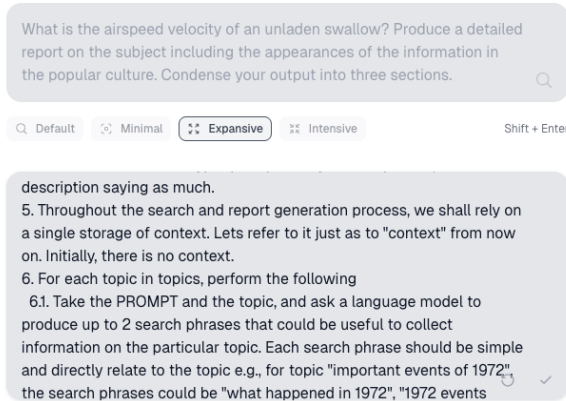 What is the airspeed velocity of an unladen swallow? Produce a detailed
report on the subject including the appearances of the information in
the popular culture. Condense your output into three sections.
Default Minimal Expansive Intensive Shift + Enter
description saying as much.
5. Throughout the search and report generation process, we shall rely on
a single storage of context. Lets refer to it just as to "context" from now
on. Initially, there is no context.
6. For each topic in topics, perform the following
6.1. Take the PROMPT and the topic, and ask a language model to
produce up to 2 search phrases that could be useful to collect
information on the particular topic. Each search phrase should be simple
and directly relate to the topic e.g., for topic "important events of 1972",
the search phrases could be "what happened in 1972", "1972 events